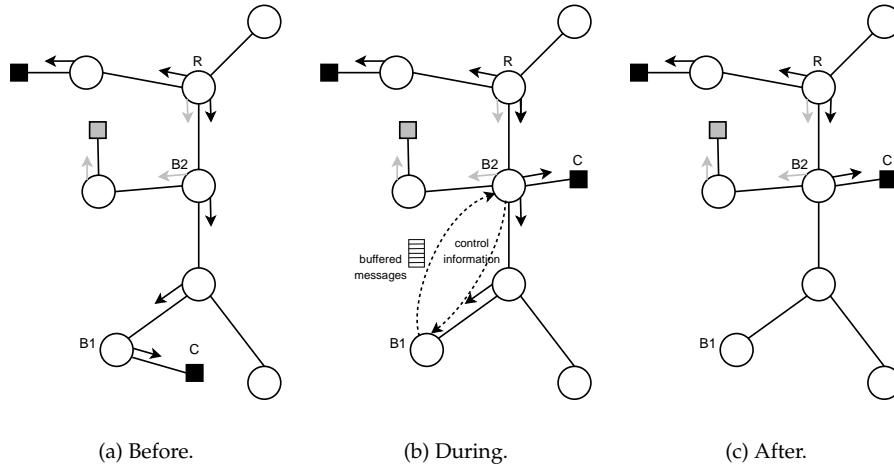 R
B2
B1
C
(a) Before.
R
B2
C
buffered
messages
control
information
B1
(b) During.
R
B2
C
B1
(c) After.